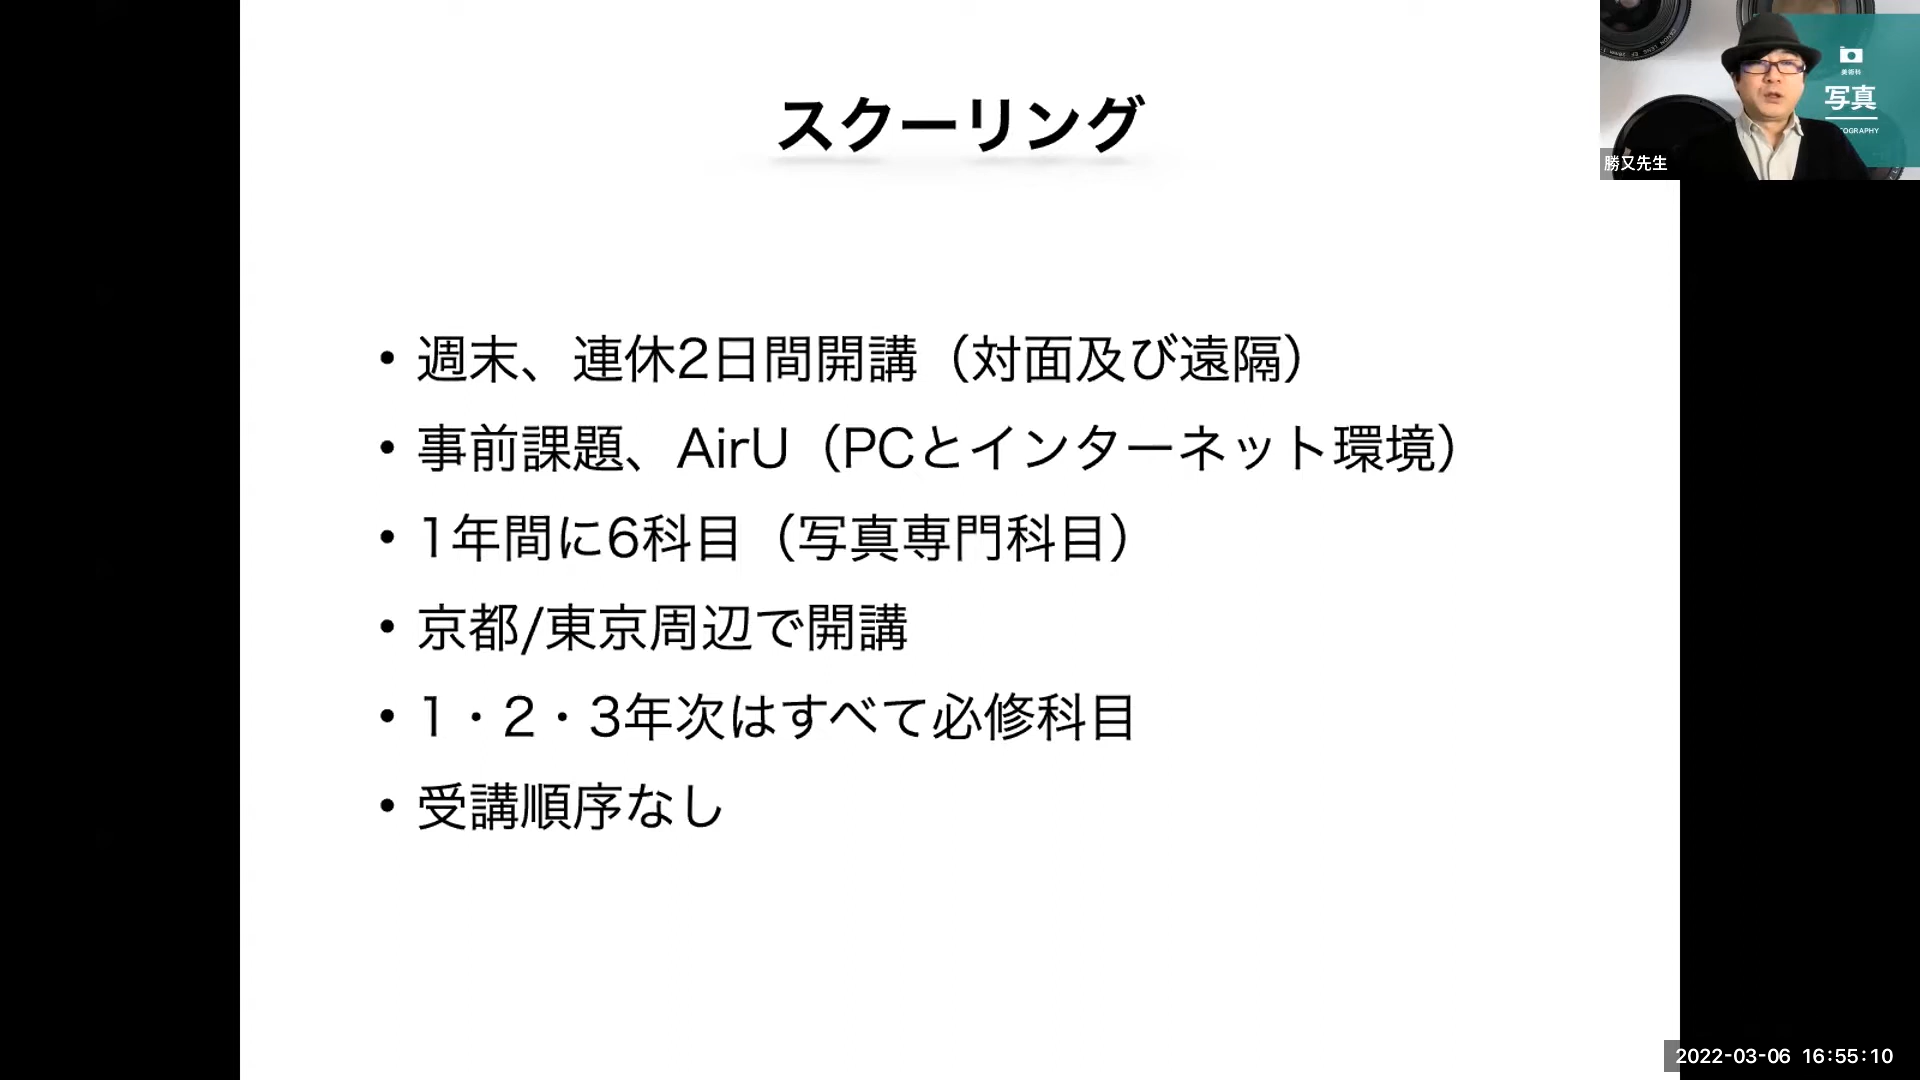 スクーリング
• 週末、連休2日間開講（対面及び遠隔）
• 事前課題、AirU（PCとインターネット環境）
• 1年間に6科目（写真専門科目）
• 京都/東京周辺で開講
• 1・2・3年次はすべて必修科目
• 受講順序なし
美術科
写真
OGRAPHY
勝又先生
2022-03-06 16:55:10